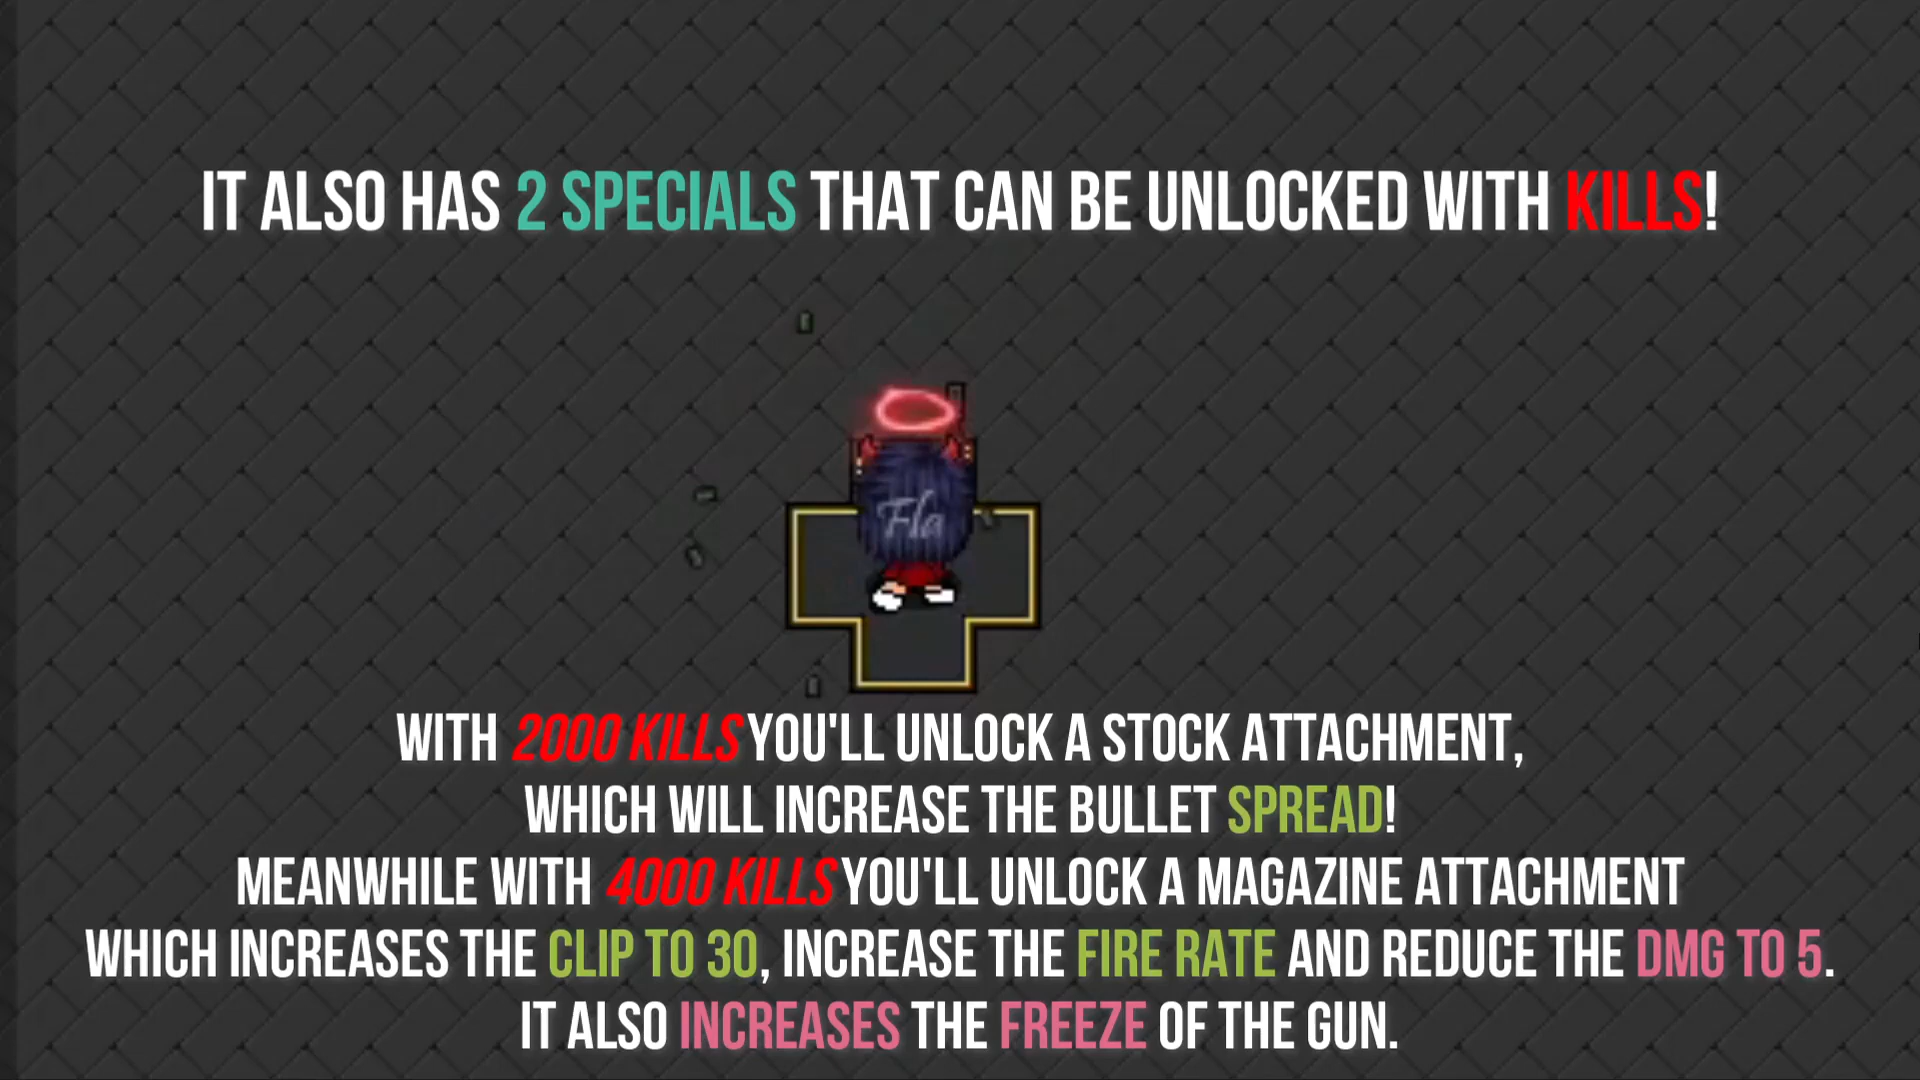 IT ALSO HAS 2 SPECIALS THAT CAN BE UNLOCKED WITH KILLS!
Fla
WITH 2000 KILLS YOU'LL UNLOCK A STOCK ATTACHMENT,
WHICH WILL INCREASE THE BULLET SPREAD!
MEANWHILE WITH 4000 KILLS YOU'LL UNLOCK A MAGAZINE ATTACHMENT
WHICH INCREASES THE CLIP TO 30, INCREASE THE FIRE RATE AND REDUCE THE DMG TO 5.
IT ALSO INCREASES THE FREEZE OF THE GUN.